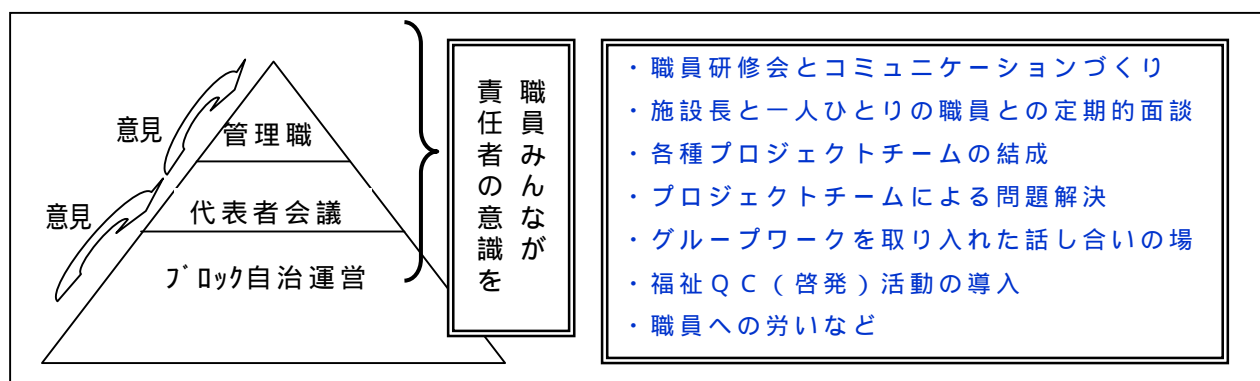 意見
管理職
意見
代表者会議
ﾌﾞﾛｯｸ自治運営
職員みんなが
責任者の意識を
・職員研修会とコミュニケーションづくり
・施設長と一人ひとりの職員との定期的面談
・各種プロジェクトチームの結成
・プロジェクトチームによる問題解決
・グループワークを取り入れた話し合いの場
・福祉ＱＣ（啓発）活動の導入
・職員への労いなど